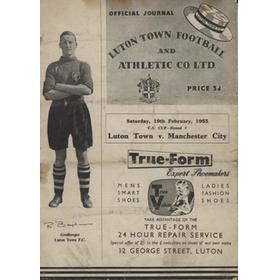 OFFICIAL JOURNAL
LUTON TOWN FOOTBALL
AND
ATHLETIC CO LTD.
PRICE 3d
Saturday, 19th February, 1955
F.A. CUP—Round 5
Luton Town v. Manchester City
True-Form
Expert Shoemakers
MEN'S
SMART
SHOES
LADIES
FASHION
SHOES
TAKE ADVANTAGE OF THE
TRUE-FORM
24 HOUR REPAIR SERVICE
12 GEORGE STREET, LUTON
Goalkeeper
Luton Town F.C.